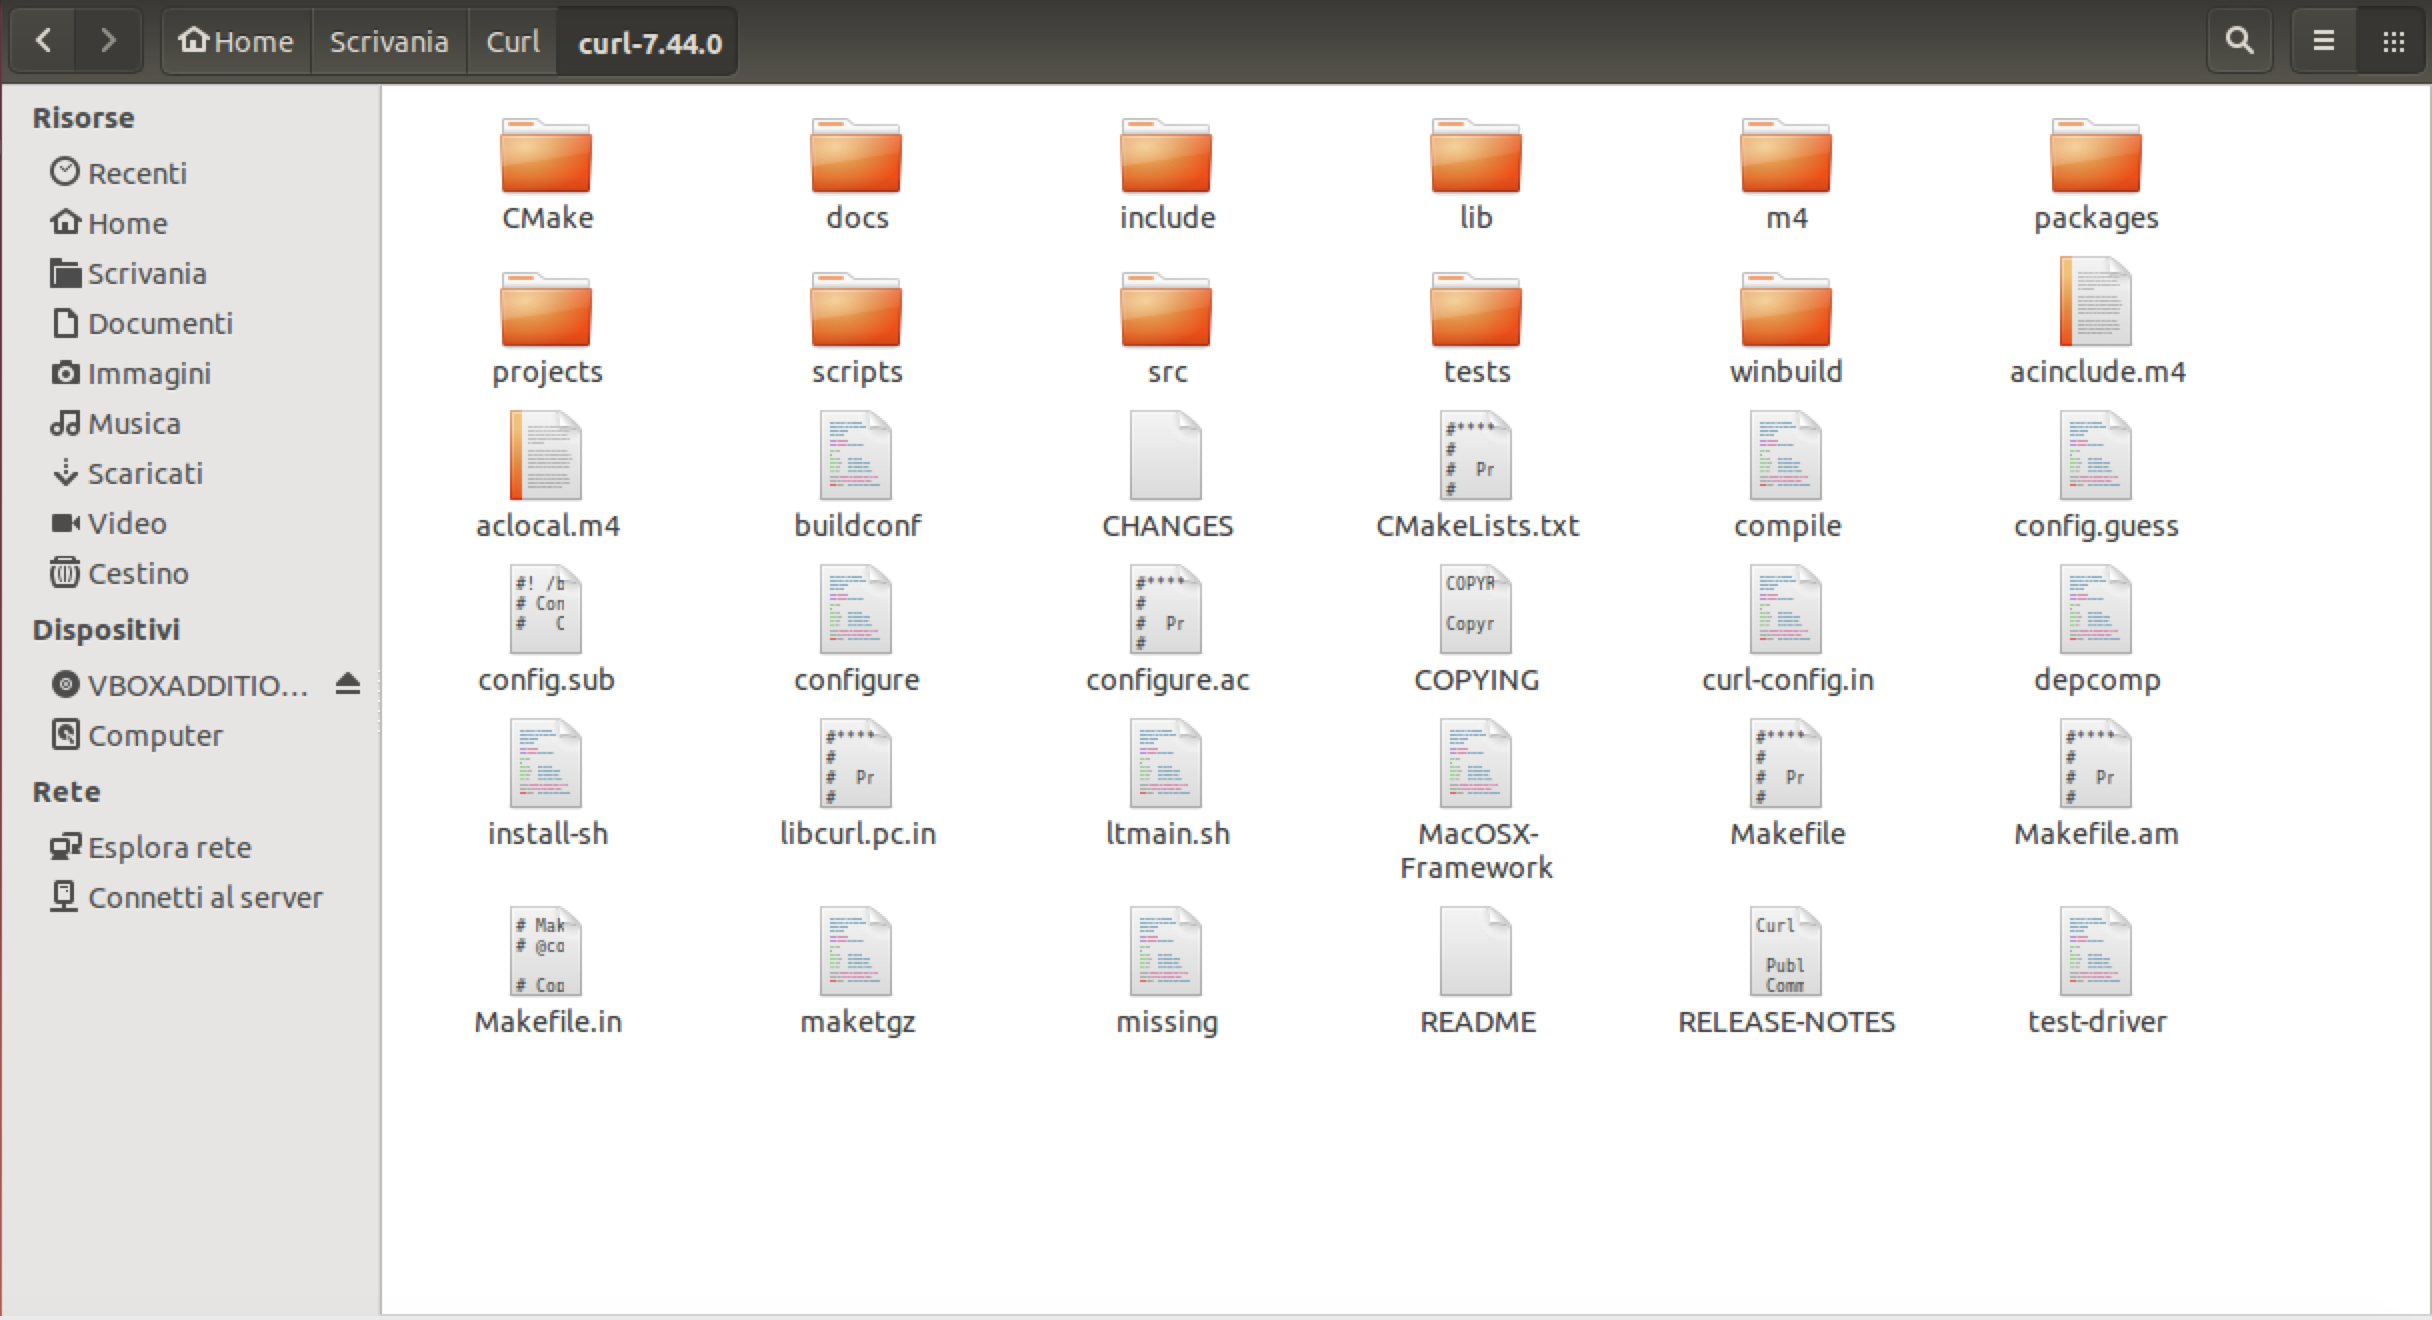 Home Scrivania Curl curl-7.44.0
Risorse
Recenti
Home
Scrivania
Documenti
Immagini
Musica
Scaricati
Video
Cestino
Dispositivi
VBOXADDITIO...
Computer
Rete
Esplora rete
Connetti al server
CMake docs include lib m4 packages
projects scripts src tests winbuild acinclude.m4
#****
#
# Pr
#
aclocal.m4 buildconf CHANGES CMakeLists.txt compile config.guess
#! /b
# Con
# C
#****
#
# Pr
#
COPYR
Copyr
config.sub configure configure.ac COPYING curl-config.in depcomp
#****
#
# Pr
#
#****
#
# Pr
#
#****
#
# Pr
#
install-sh libcurl.pc.in ltmain.sh MacOSX-
Framework Makefile Makefile.am
# Mak
# @co
# Cop
Curl
Publ
Comm
Makefile.in maketgz missing README RELEASE-NOTES test-driver